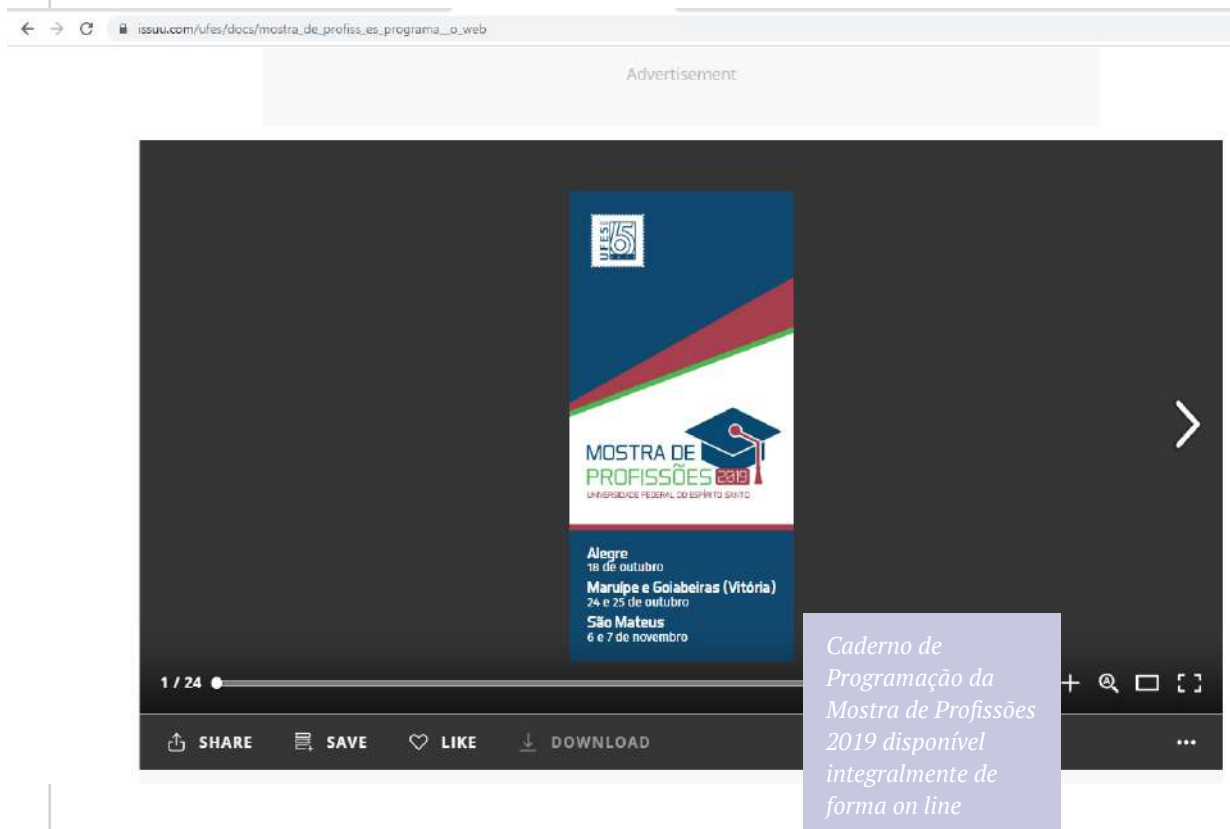 issuu.com/ufes/docs/mostra_de_profiss_es_programa__o_web
Advertisement
UFES
65
MOSTRA DE
PROFISSÕES 2019
UNIVERSIDADE FEDERAL DO ESPÍRITO SANTO
Alegre
18 de outubro
Maruípe e Goiabeiras (Vitória)
24 e 25 de outubro
São Mateus
6 e 7 de novembro
1 / 24
SHARE SAVE LIKE DOWNLOAD
Caderno de
Programação da
Mostra de Profissões
2019 disponível
integralmente de
forma on line